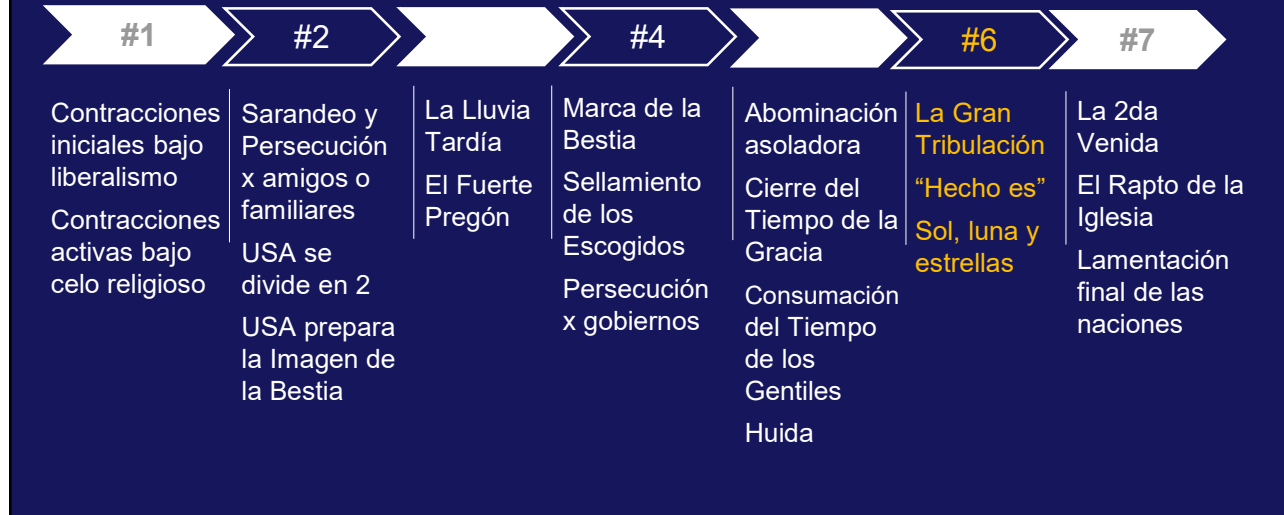 #1
#2
#4
#6
#7
Contracciones
iniciales bajo
liberalismo
Contracciones
activas bajo
celo religioso
Sarandeo y
Persecución
x amigos o
familiares
USA se
divide en 2
USA prepara
la Imagen de
la Bestia
La Lluvia
Tardía
El Fuerte
Pregón
Marca de la
Bestia
Sellamiento
de los
Escogidos
Persecución
x gobiernos
Abominación
asoladora
Cierre del
Tiempo de la
Gracia
Consumación
del Tiempo
de los
Gentiles
Huida
La Gran
Tribulación
“Hecho es”
Sol, luna y
estrellas
La 2da
Venida
El Rapto de la
Iglesia
Lamentación
final de las
naciones